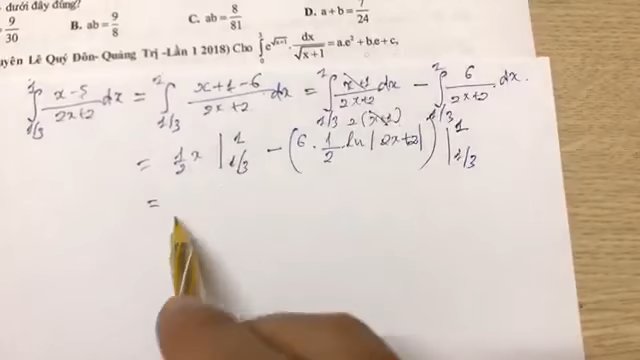 dưới đây đúng?
9/30 B. ab = 9/8 C. ab = 8/81 D. a + b = 7/24
yên Lê Quý Đôn- Quảng Trị -Lần 1 2018) Cho ∫₀³ e^√(x+1) · dx/√(x+1) = a.e² + b.e + c,
∫_{1/3}^{1} (x-5)/(2x+2) dx = ∫_{1/3}^{1} (x+1-6)/(2x+2) dx = ∫_{1/3}^{1} (x+1)/(2x+2) dx - ∫_{1/3}^{1} 6/(2x+2) dx.
2(x+1)
= 1/2 x |_{1/3}^{1} - (6 · 1/2 · ln|2x+2|) |_{1/3}^{1}
=